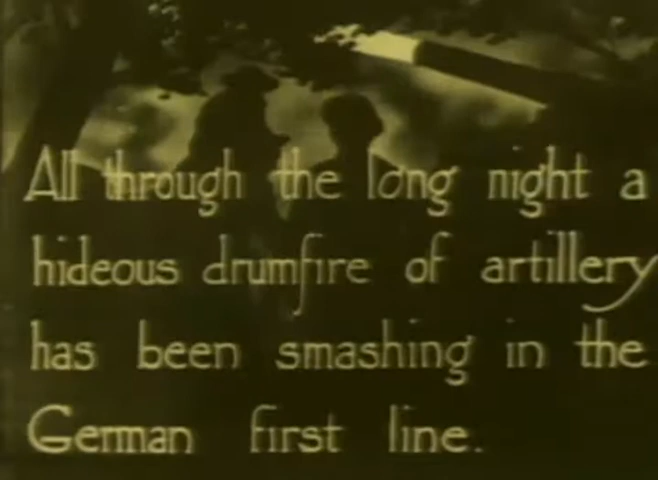 All through the long night a
hideous drumfire of artillery
has been smashing in the
German first line.